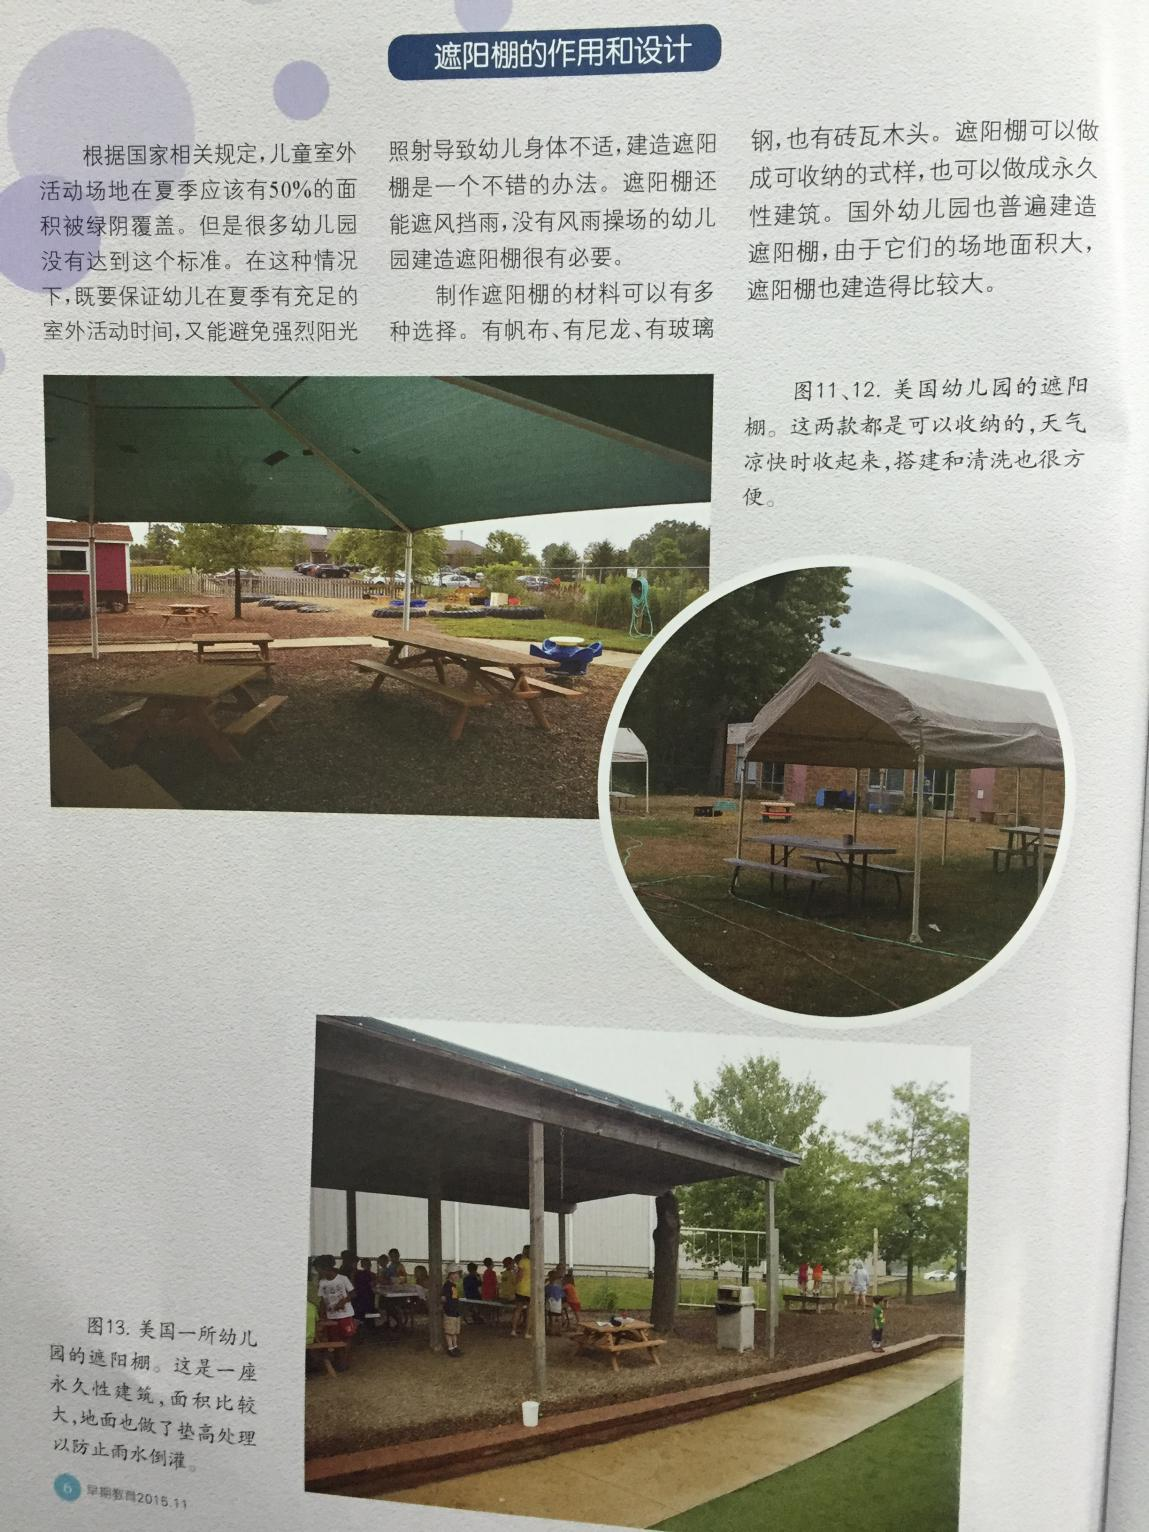 遮阳棚的作用和设计
根据国家相关规定,儿童室外
活动场地在夏季应该有50%的面
积被绿阴覆盖。但是很多幼儿园
没有达到这个标准。在这种情况
下,既要保证幼儿在夏季有充足的
室外活动时间,又能避免强烈阳光
照射导致幼儿身体不适,建造遮阳
棚是一个不错的办法。遮阳棚还
能遮风挡雨,没有风雨操场的幼儿
园建造遮阳棚很有必要。
制作遮阳棚的材料可以有多
种选择。有帆布、有尼龙、有玻璃
钢,也有砖瓦木头。遮阳棚可以做
成可收纳的式样,也可以做成永久
性建筑。国外幼儿园也普遍建造
遮阳棚,由于它们的场地面积大,
遮阳棚也建造得比较大。
图11、12. 美国幼儿园的遮阳
棚。这两款都是可以收纳的,天气
凉快时收起来,搭建和清洗也很方
便。
图13. 美国一所幼儿
园的遮阳棚。这是一座
永久性建筑,面积比较
大,地面也做了垫高处理
以防止雨水倒灌。
6 早期教育2015.11